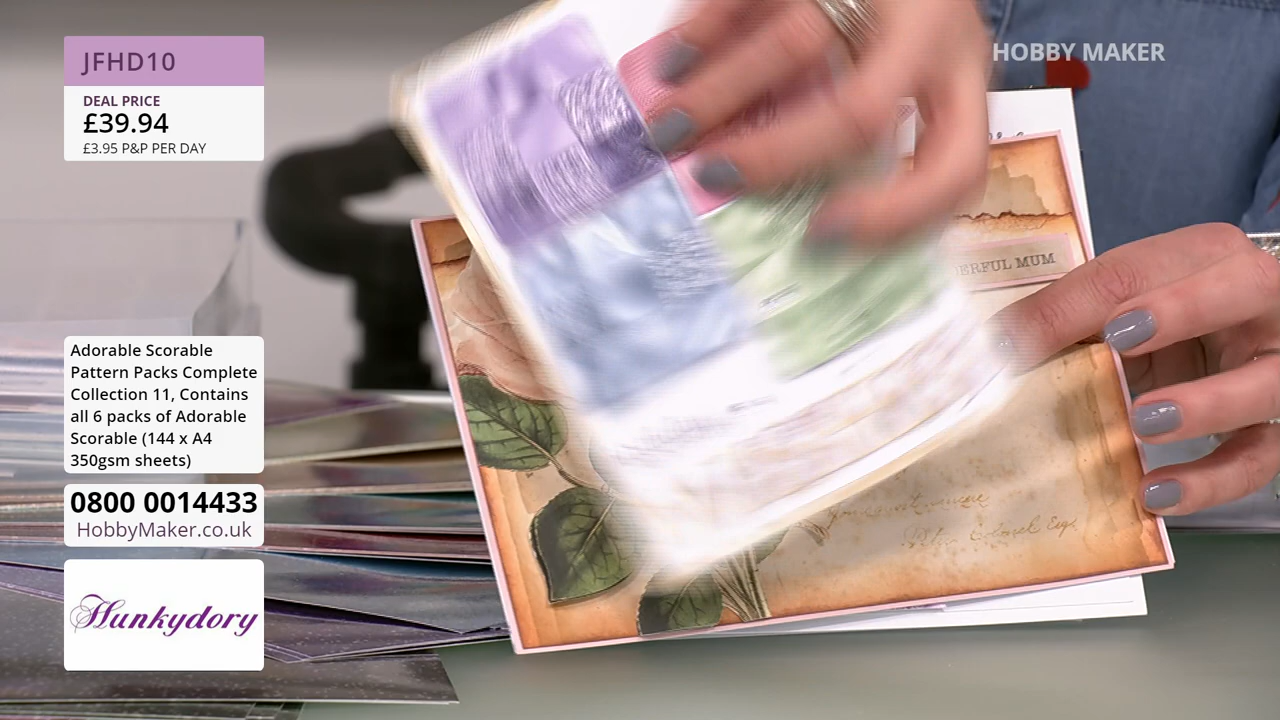 JFHD10
DEAL PRICE
£39.94
£3.95 P&P PER DAY
HOBBY MAKER
ERFUL MUM
Adorable Scorable
Pattern Packs Complete
Collection 11, Contains
all 6 packs of Adorable
Scorable (144 x A4
350gsm sheets)
0800 0014433
HobbyMaker.co.uk
Hunkydory